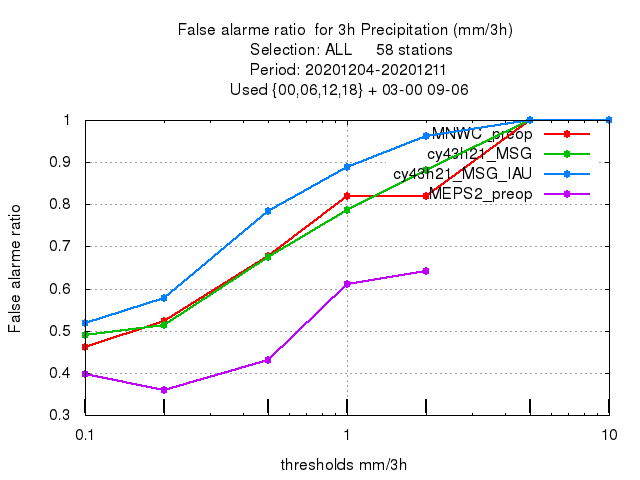 False alarme ratio  for 3h Precipitation (mm/3h)
Selection: ALL     58 stations
Period: 20201204-20201211
Used {00,06,12,18} + 03-00 09-06
MNWC_preop
cy43h21_MSG
cy43h21_MSG_IAU
MEPS2_preop
False alarme ratio
1
0.9
0.8
0.7
0.6
0.5
0.4
0.3
0.1 1 10
thresholds mm/3h